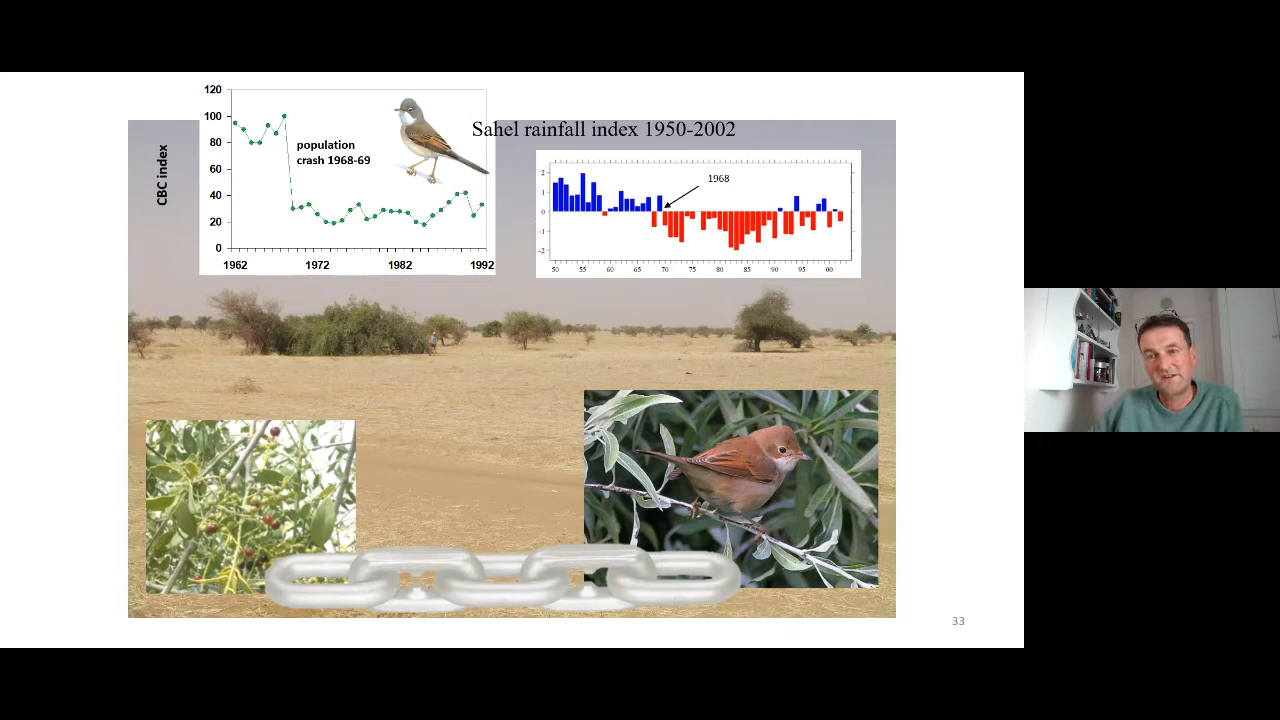 120
100
80
60
40
20
0
CBC index
population
crash 1968-69
1962 1972 1982 1992
Sahel rainfall index 1950-2002
1968
2
1
0
-1
-2
50 55 60 65 70 75 80 85 90 95 00
33